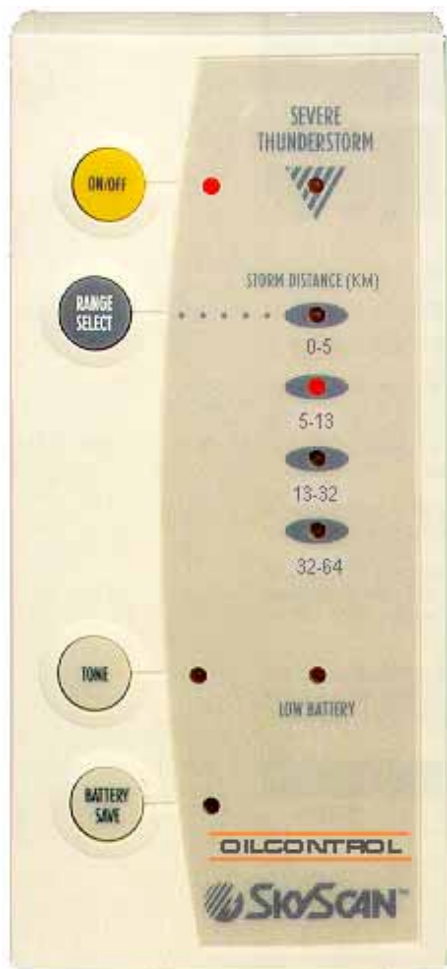 SEVERE
THUNDERSTORM
ON/OFF
STORM DISTANCE (KM)
RANGE
SELECT
0-5
5-13
13-32
32-64
TONE
LOW BATTERY
BATTERY
SAVE
OILCONTROL
SKYSCAN™